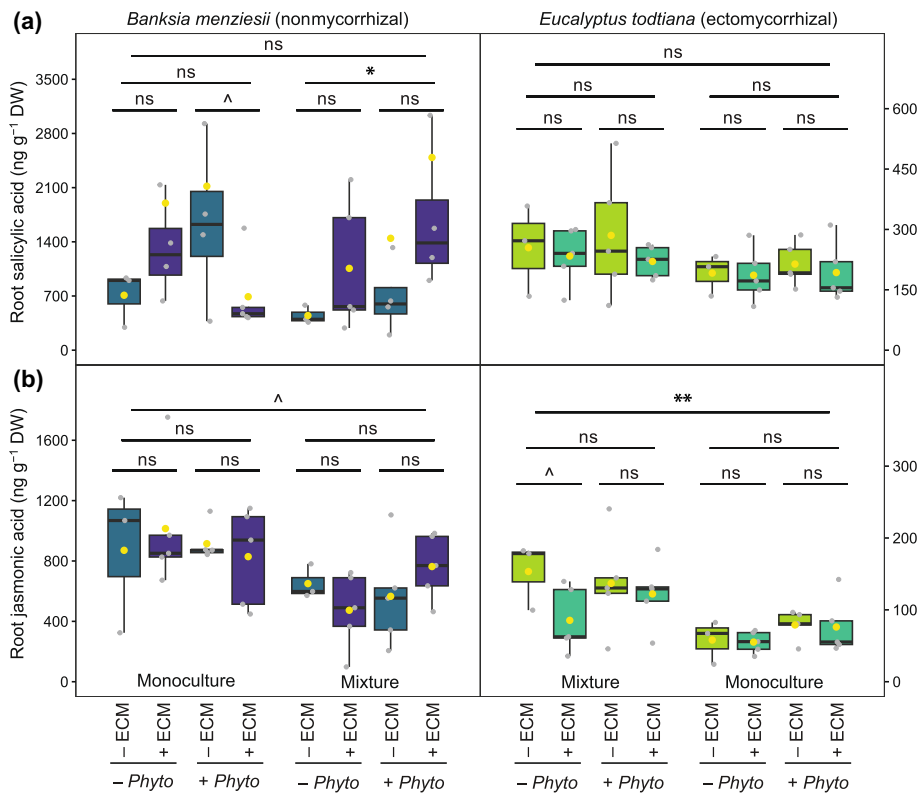 (a)
Banksia menziesii (nonmycorrhizal)
Eucalyptus todtiana (ectomycorrhizal)
Root salicylic acid (ng g⁻¹ DW)
3500
2800
2100
1400
700
0
ns
ns
*
ns
^
ns
ns
ns
ns
ns
ns
ns
ns
ns
600
450
300
150
0
(b)
Root jasmonic acid (ng g⁻¹ DW)
1600
1200
800
400
0
^
ns
ns
ns
ns
ns
ns
**
ns
ns
^
ns
ns
ns
300
200
100
0
Monoculture
Mixture
Mixture
Monoculture
– ECM
+ ECM
– ECM
+ ECM
– ECM
+ ECM
– ECM
+ ECM
– ECM
+ ECM
– ECM
+ ECM
– ECM
+ ECM
– ECM
+ ECM
– Phyto
+ Phyto
– Phyto
+ Phyto
– Phyto
+ Phyto
– Phyto
+ Phyto